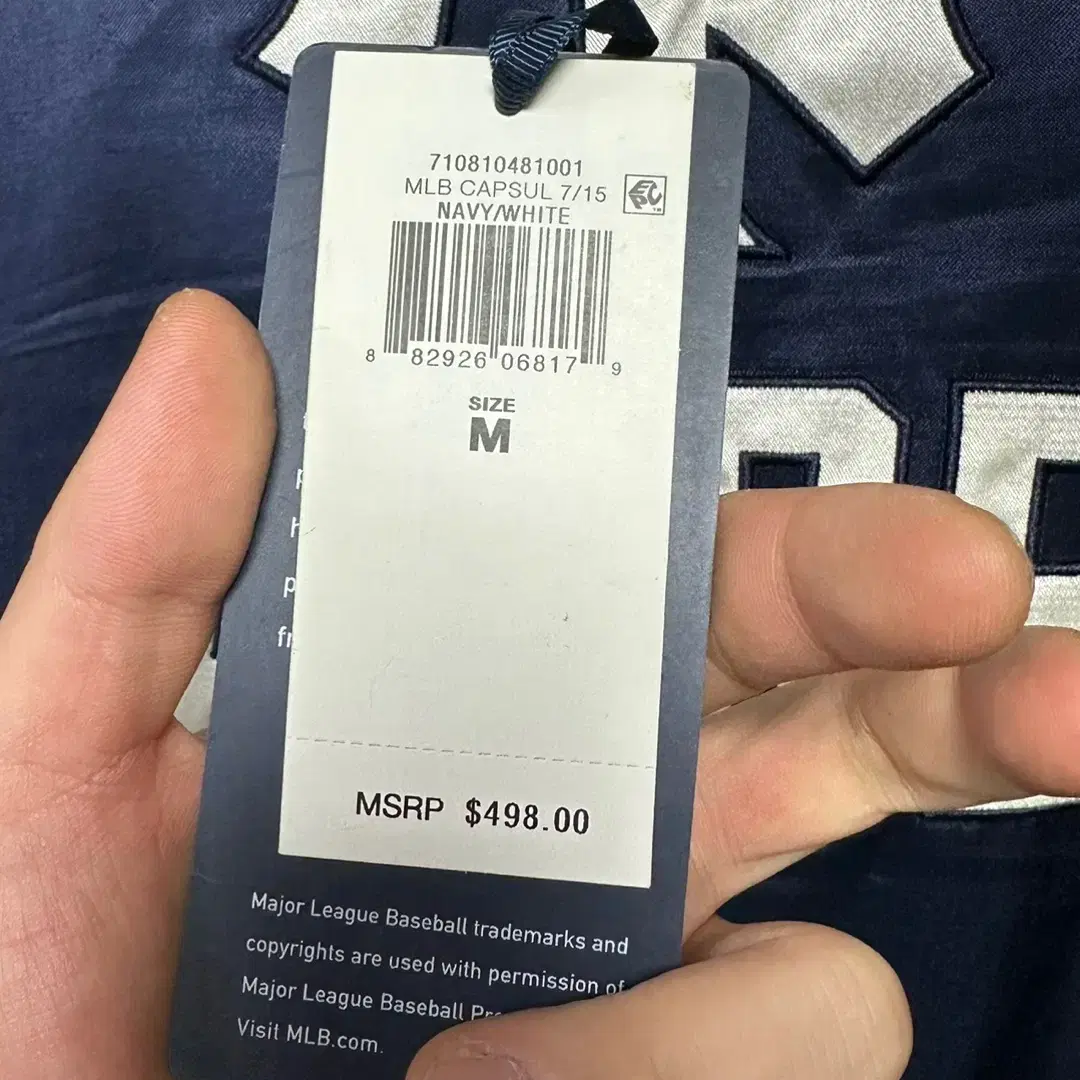 710810481001
MLB CAPSUL 7/15
NAVY/WHITE
8 82926 06817 9
SIZE
M
MSRP $498.00
Major League Baseball trademarks and
copyrights are used with permission of
Major League Baseball
Visit MLB.com.